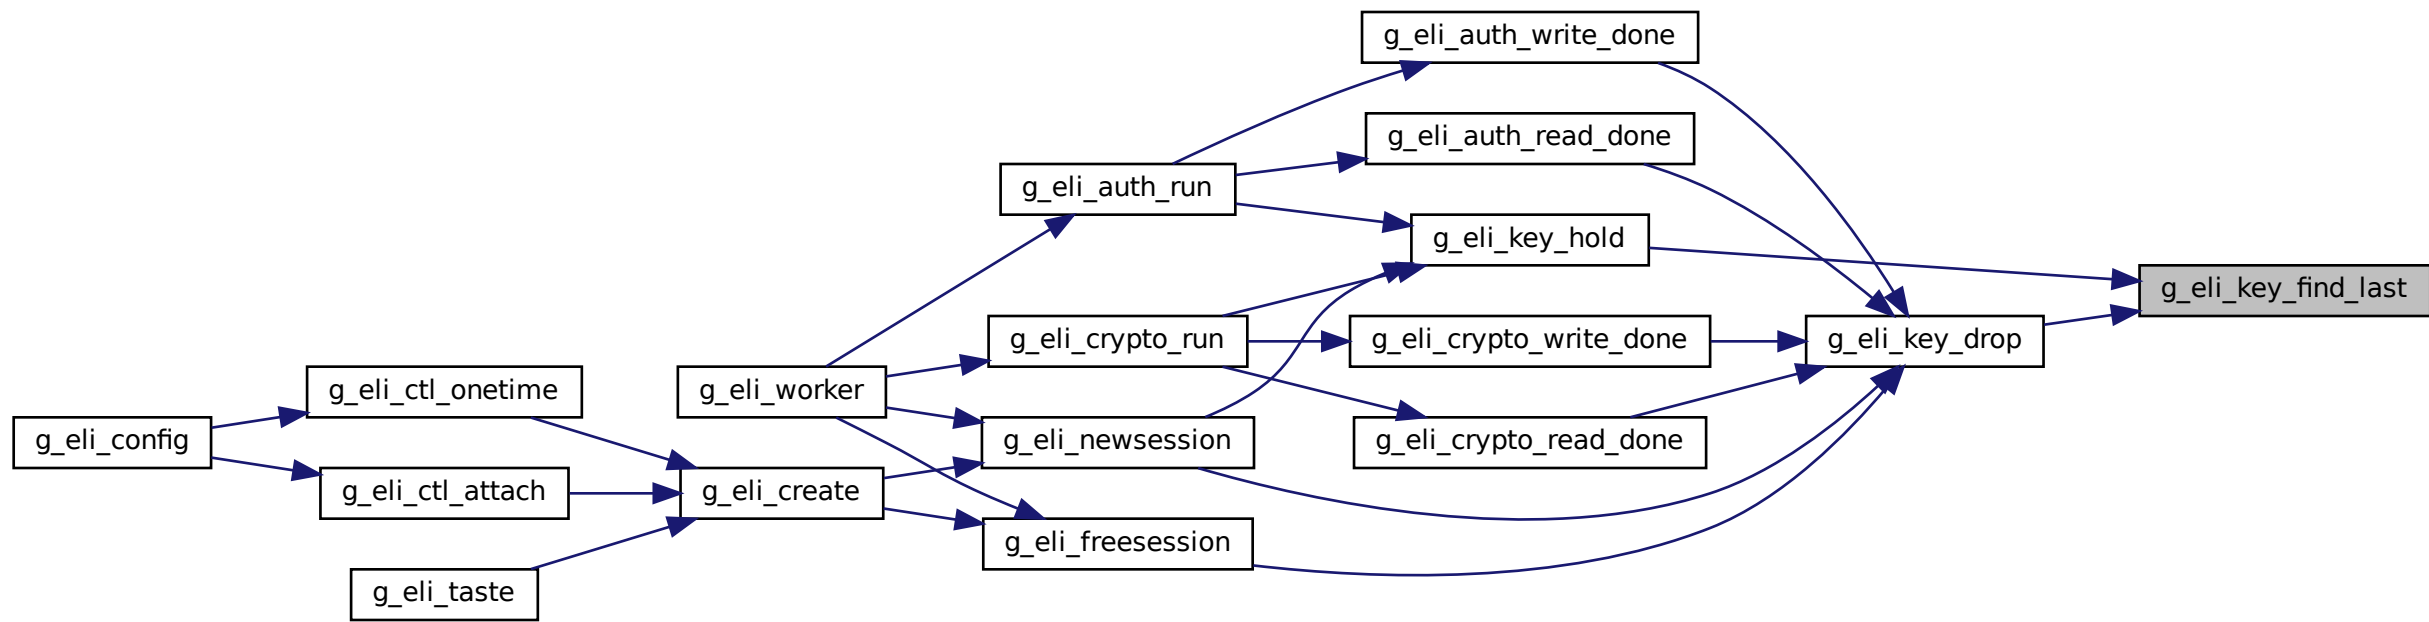 g_eli_auth_write_done
g_eli_auth_read_done
g_eli_auth_run
g_eli_key_hold
g_eli_key_find_last
g_eli_crypto_run
g_eli_crypto_write_done
g_eli_key_drop
g_eli_ctl_onetime
g_eli_worker
g_eli_config
g_eli_newsession
g_eli_crypto_read_done
g_eli_ctl_attach
g_eli_create
g_eli_freesession
g_eli_taste